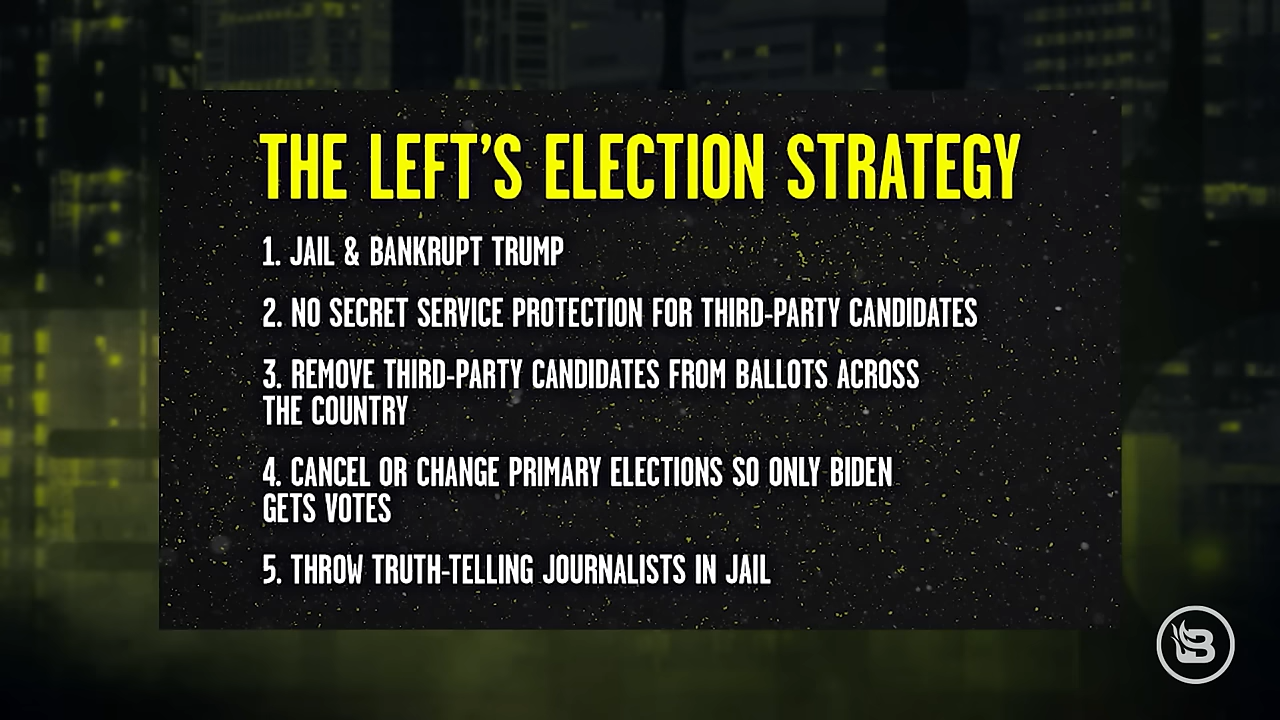 THE LEFT'S ELECTION STRATEGY
1. JAIL & BANKRUPT TRUMP
2. NO SECRET SERVICE PROTECTION FOR THIRD-PARTY CANDIDATES
3. REMOVE THIRD-PARTY CANDIDATES FROM BALLOTS ACROSS
THE COUNTRY
4. CANCEL OR CHANGE PRIMARY ELECTIONS SO ONLY BIDEN
GETS VOTES
5. THROW TRUTH-TELLING JOURNALISTS IN JAIL
B